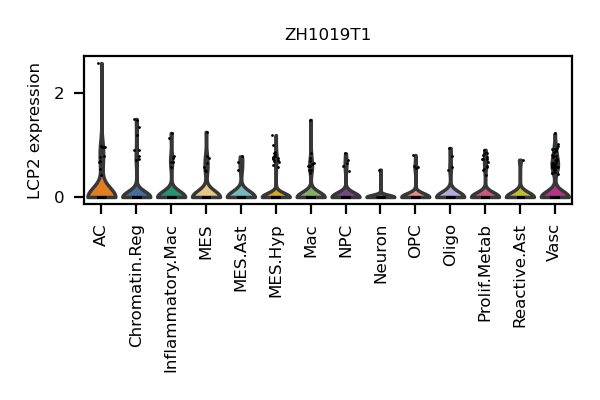 ZH1019T1
LCP2 expression
2
0
AC
Chromatin.Reg
Inflammatory.Mac
MES
MES.Ast
MES.Hyp
Mac
NPC
Neuron
OPC
Oligo
Prolif.Metab
Reactive.Ast
Vasc